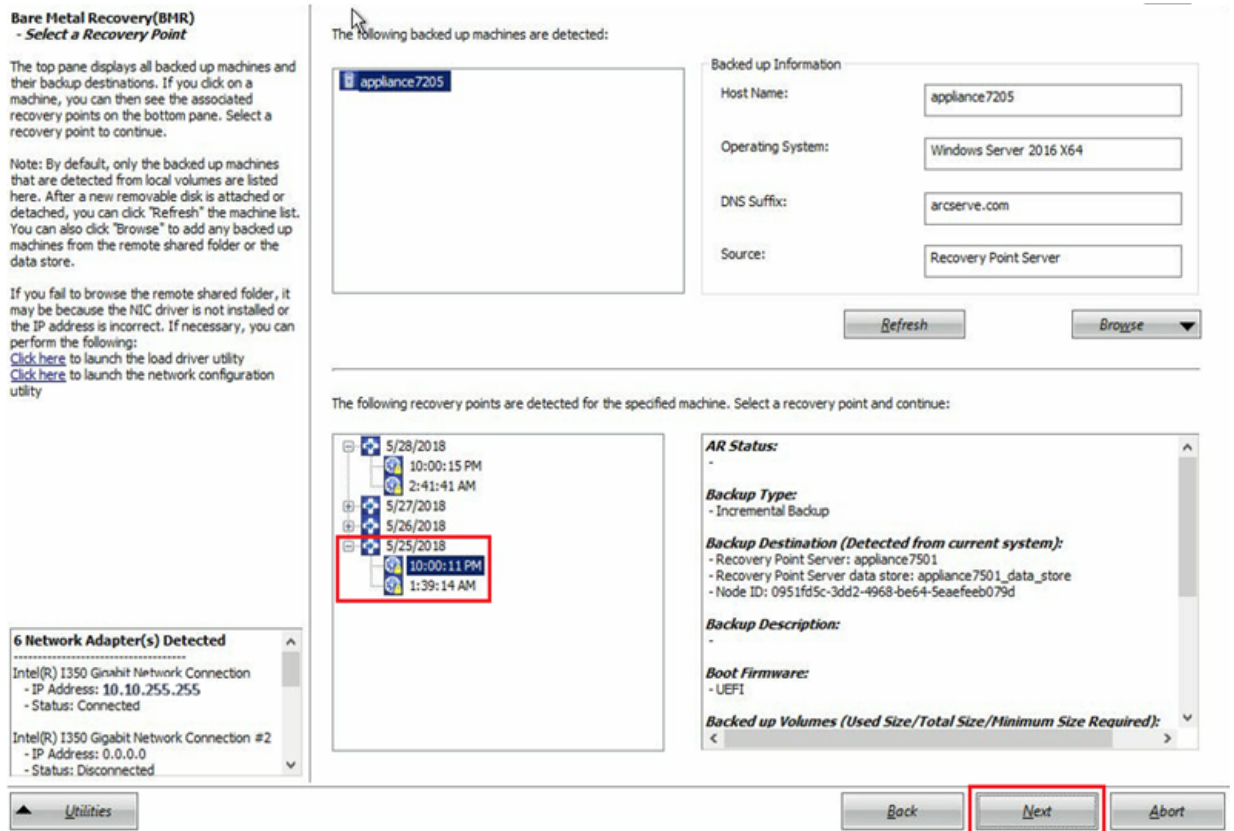 Bare Metal Recovery(BMR)
- Select a Recovery Point
The top pane displays all backed up machines and
their backup destinations. If you click on a
machine, you can then see the associated
recovery points on the bottom pane. Select a
recovery point to continue.
Note: By default, only the backed up machines
that are detected from local volumes are listed
here. After a new removable disk is attached or
detached, you can click "Refresh" the machine list.
You can also click "Browse" to add any backed up
machines from the remote shared folder or the
data store.
If you fail to browse the remote shared folder, it
may be because the NIC driver is not installed or
the IP address is incorrect. If necessary, you can
perform the following:
Click here to launch the load driver utility
Click here to launch the network configuration
utility
6 Network Adapter(s) Detected
-----------------------------------
Intel(R) I350 Gigabit Network Connection
- IP Address: 10.10.255.255
- Status: Connected
Intel(R) I350 Gigabit Network Connection #2
- IP Address: 0.0.0.0
- Status: Disconnected
The following backed up machines are detected:
appliance7205
Backed up Information
Host Name:
appliance7205
Operating System:
Windows Server 2016 X64
DNS Suffix:
arcserve.com
Source:
Recovery Point Server
Refresh
Browse
The following recovery points are detected for the specified machine. Select a recovery point and continue:
5/28/2018
10:00:15 PM
2:41:41 AM
5/27/2018
5/26/2018
5/25/2018
10:00:11 PM
1:39:14 AM
AR Status:
-
Backup Type:
- Incremental Backup
Backup Destination (Detected from current system):
- Recovery Point Server: appliance7501
- Recovery Point Server data store: appliance7501_data_store
- Node ID: 0951fd5c-3dd2-4968-be64-5eaefeeb079d
Backup Description:
-
Boot Firmware:
- UEFI
Backed up Volumes (Used Size/Total Size/Minimum Size Required):
Utilities
Back
Next
Abort